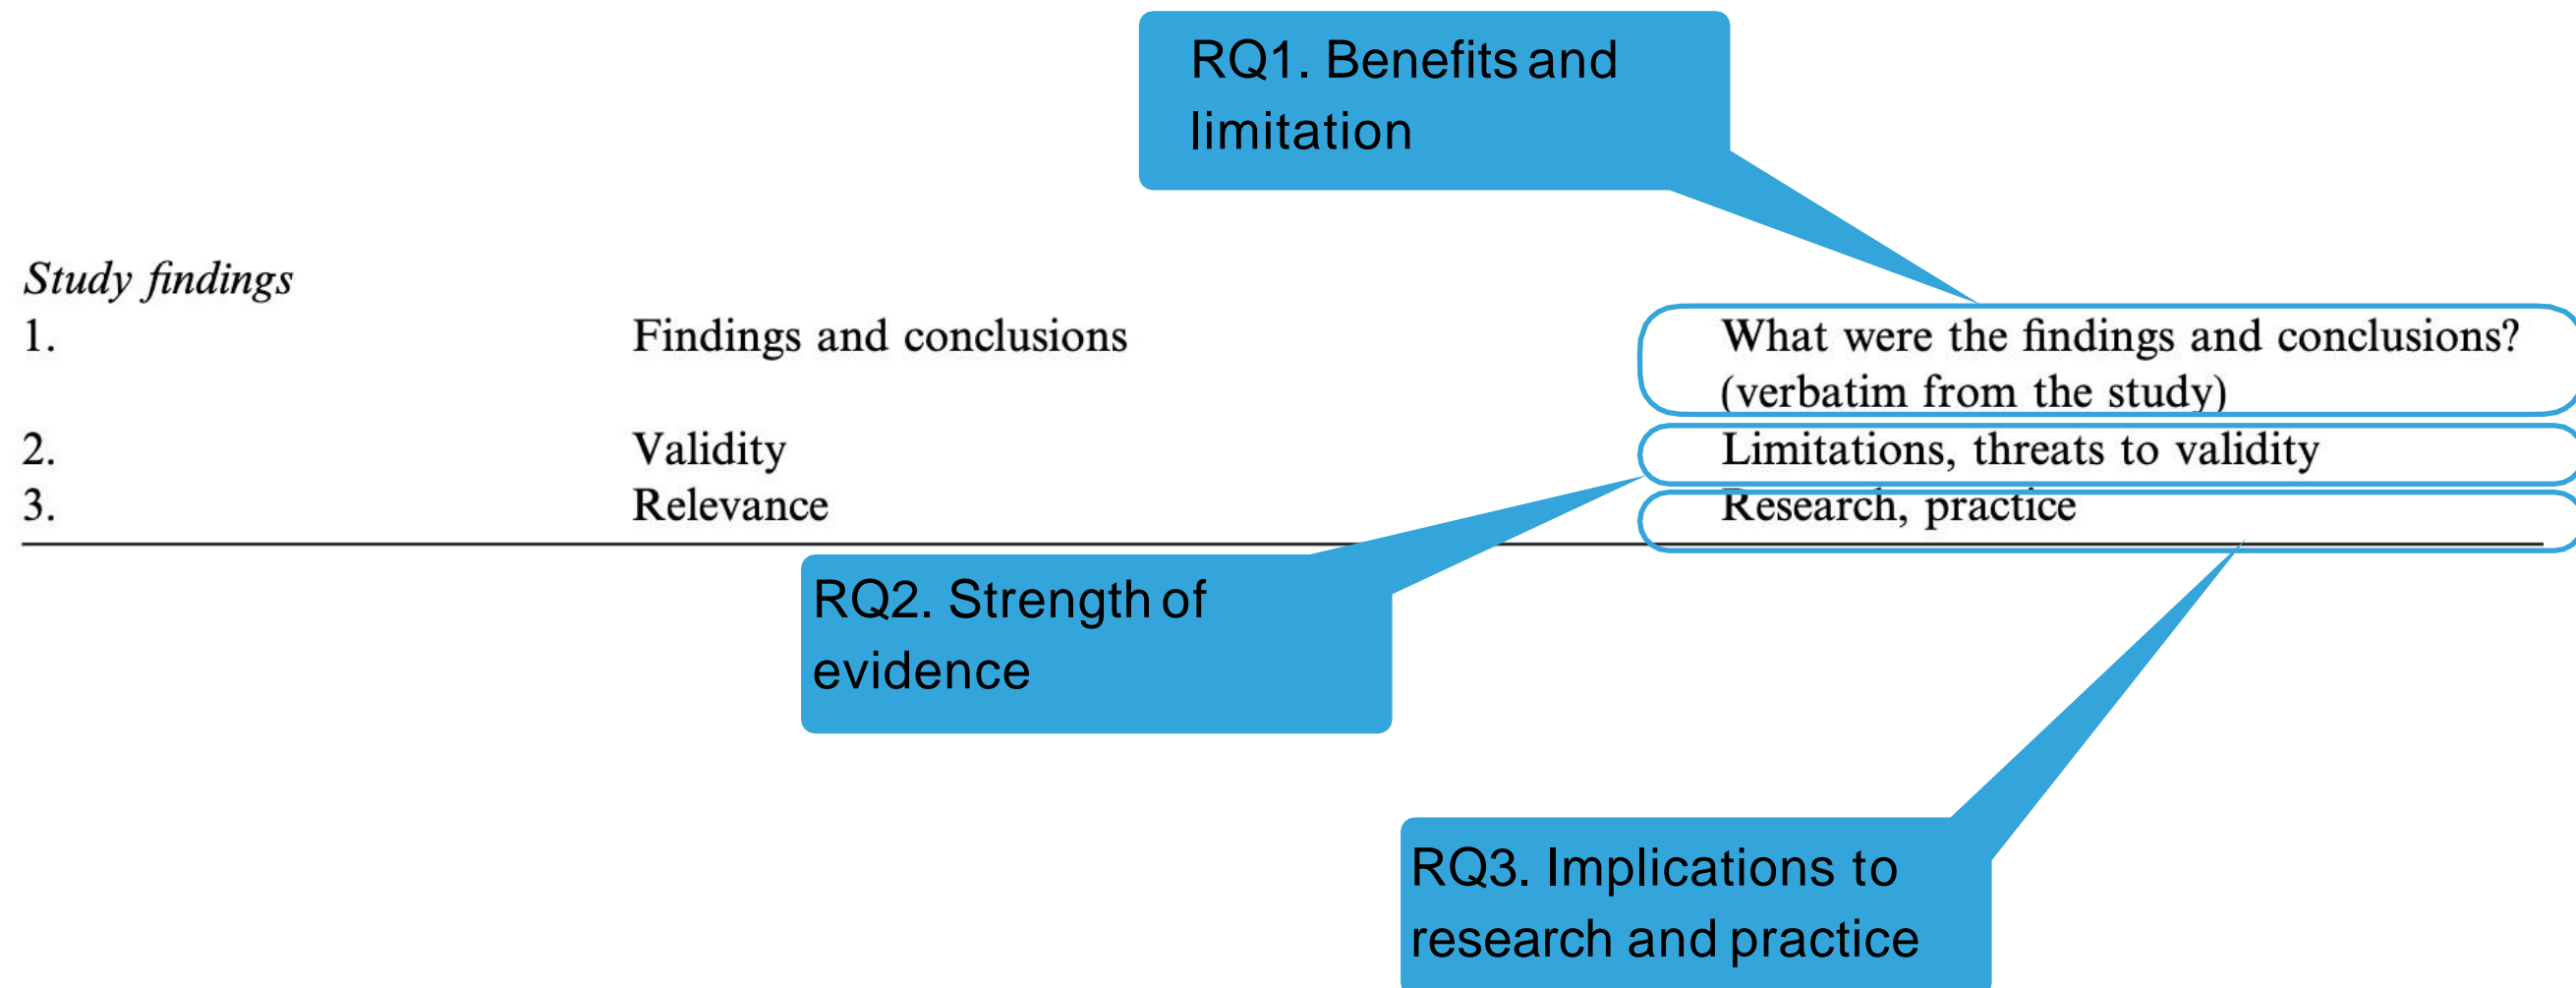 RQ1. Benefits and
limitation
Study findings
1. Findings and conclusions What were the findings and conclusions?
(verbatim from the study)
2. Validity Limitations, threats to validity
3. Relevance Research, practice
RQ2. Strength of
evidence
RQ3. Implications to
research and practice